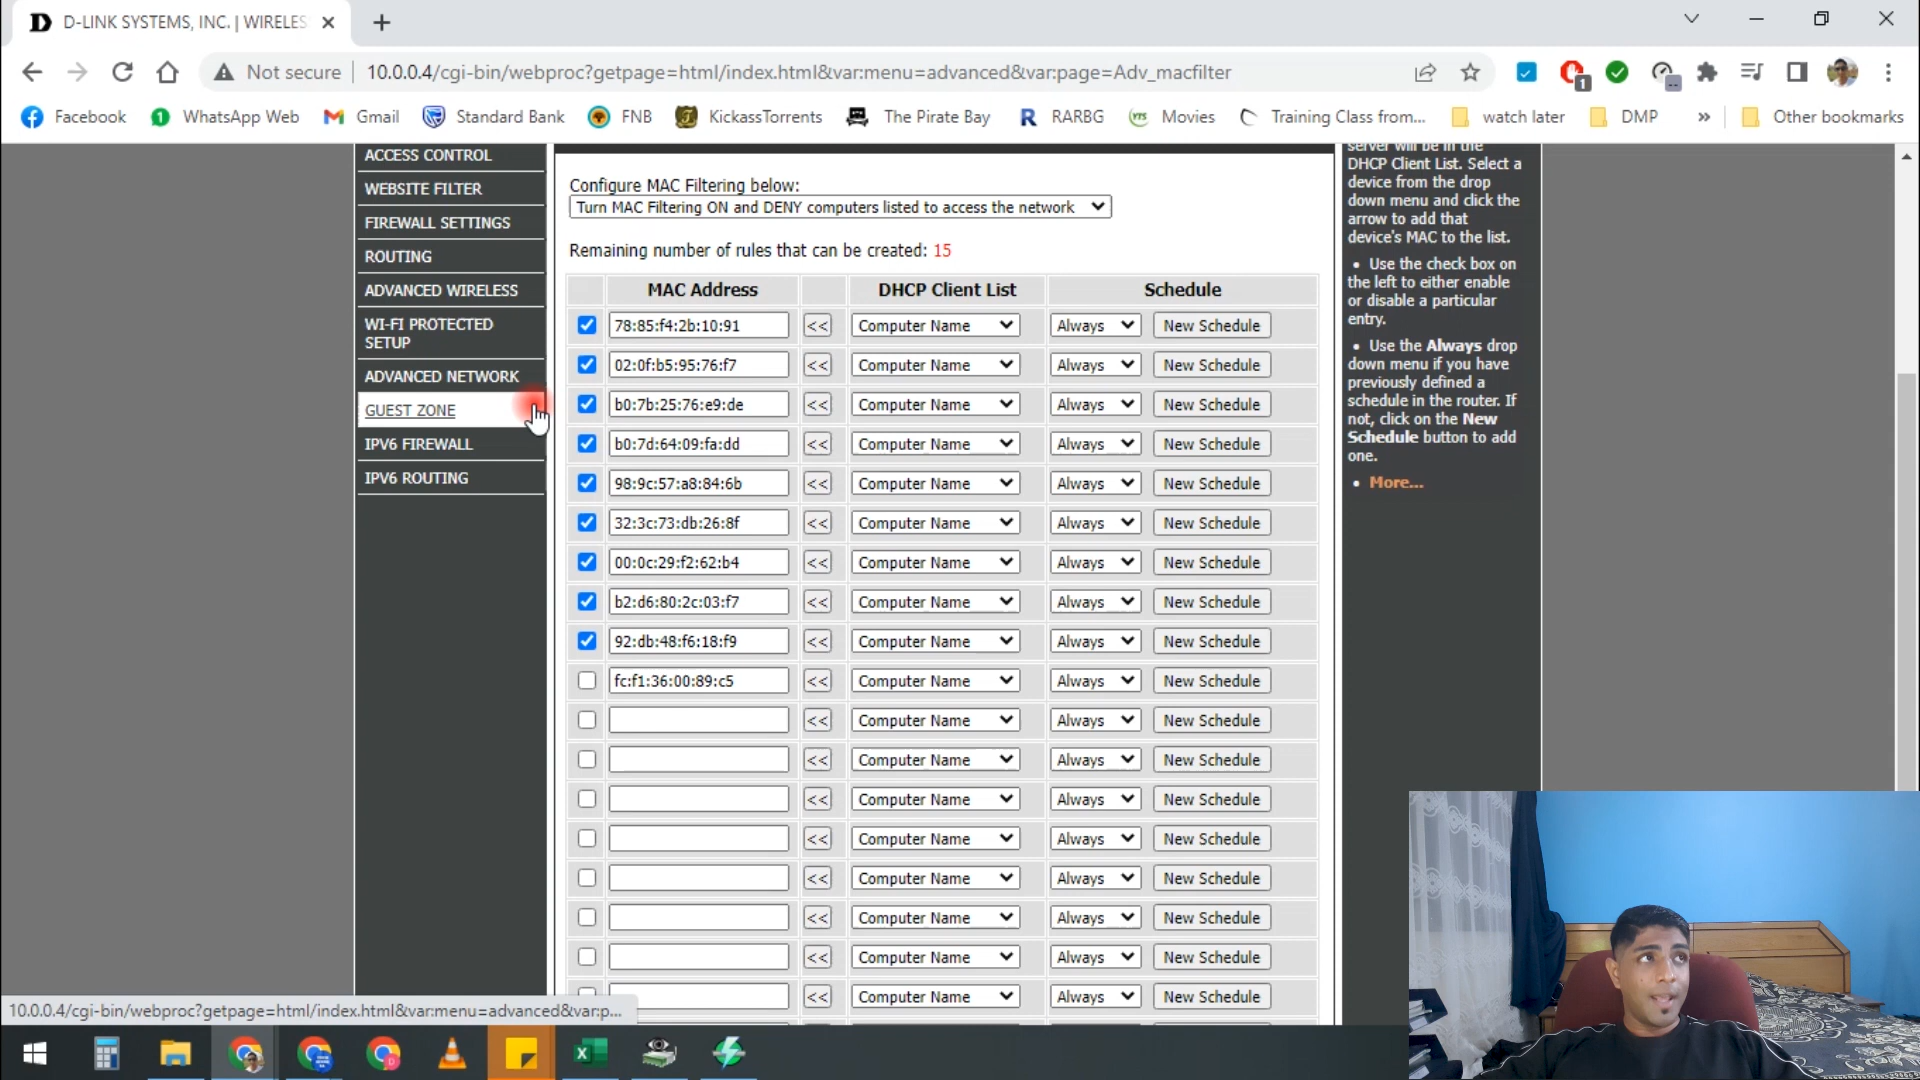 D-LINK SYSTEMS, INC. | WIRELES
Not secure
10.0.0.4/cgi-bin/webproc?getpage=html/index.html&var:menu=advanced&var:page=Adv_macfilter
1
Facebook
1
WhatsApp Web
Gmail
Standard Bank
FNB
KickassTorrents
The Pirate Bay
R
RARBG
YTS
Movies
Training Class from...
watch later
DMP
»
Other bookmarks
ACCESS CONTROL
WEBSITE FILTER
FIREWALL SETTINGS
ROUTING
ADVANCED WIRELESS
WI-FI PROTECTED
SETUP
ADVANCED NETWORK
GUEST ZONE
IPV6 FIREWALL
IPV6 ROUTING
Configure MAC Filtering below:
Turn MAC Filtering ON and DENY computers listed to access the network
Remaining number of rules that can be created: 15
MAC Address DHCP Client List Schedule
78:85:f4:2b:10:91 << Computer Name Always New Schedule
02:0f:b5:95:76:f7 << Computer Name Always New Schedule
b0:7b:25:76:e9:de << Computer Name Always New Schedule
b0:7d:64:09:fa:dd << Computer Name Always New Schedule
98:9c:57:a8:84:6b << Computer Name Always New Schedule
32:3c:73:db:26:8f << Computer Name Always New Schedule
00:0c:29:f2:62:b4 << Computer Name Always New Schedule
b2:d6:80:2c:03:f7 << Computer Name Always New Schedule
92:db:48:f6:18:f9 << Computer Name Always New Schedule
fc:f1:36:00:89:c5 << Computer Name Always New Schedule
<< Computer Name Always New Schedule
<< Computer Name Always New Schedule
<< Computer Name Always New Schedule
<< Computer Name Always New Schedule
<< Computer Name Always New Schedule
<< Computer Name Always New Schedule
<< Computer Name Always New Schedule
<< Computer Name Always New Schedule
server will be in the
DHCP Client List. Select a
device from the drop
down menu and click the
arrow to add that
device's MAC to the list.
• Use the check box on
the left to either enable
or disable a particular
entry.
• Use the Always drop
down menu if you have
previously defined a
schedule in the router. If
not, click on the New
Schedule button to add
one.
• More...
10.0.0.4/cgi-bin/webproc?getpage=html/index.html&var:menu=advanced&var:p...